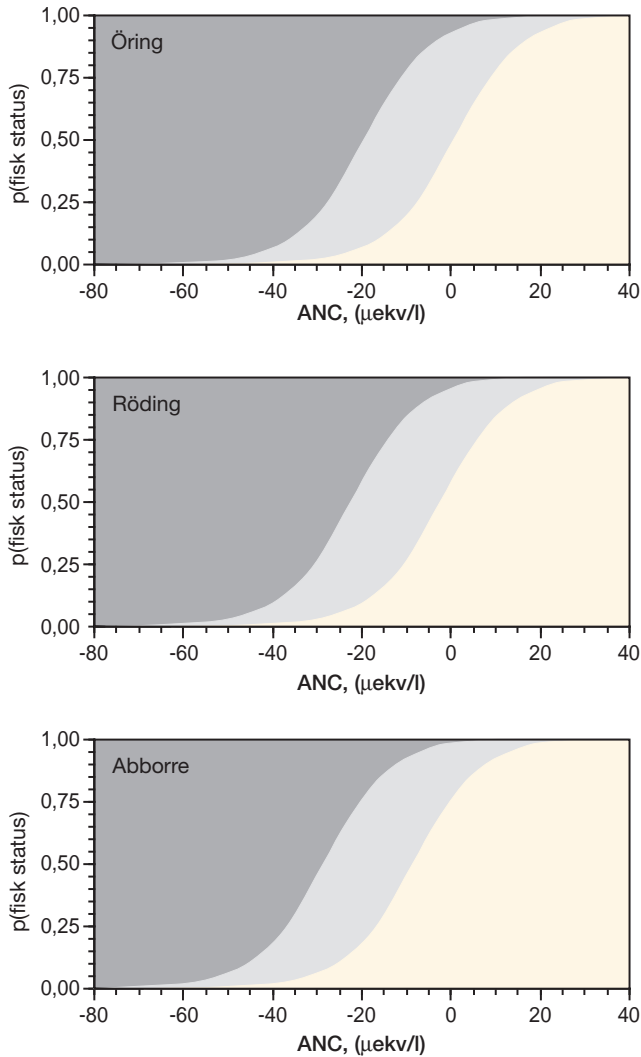 1,00
Öring
0,75
0,50
0,25
0,00
p(fisk status)
-80 -60 -40 -20 0 20 40
ANC, (µekv/l)
1,00
Röding
0,75
0,50
0,25
0,00
p(fisk status)
-80 -60 -40 -20 0 20 40
ANC, (µekv/l)
1,00
Abborre
0,75
0,50
0,25
0,00
p(fisk status)
-80 -60 -40 -20 0 20 40
ANC, (µekv/l)